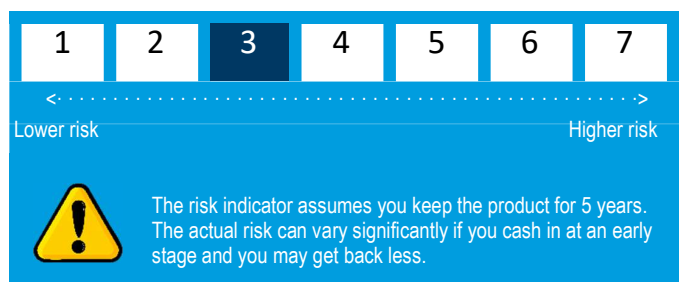 1 2 3 4 5 6 7
<· · · · · · · · · · · · · · · · · · · · · · · · · · · · · · · · · · · · · · · · · · · · · · · · · ·>
Lower risk Higher risk
The risk indicator assumes you keep the product for 5 years.
The actual risk can vary significantly if you cash in at an early
stage and you may get back less.